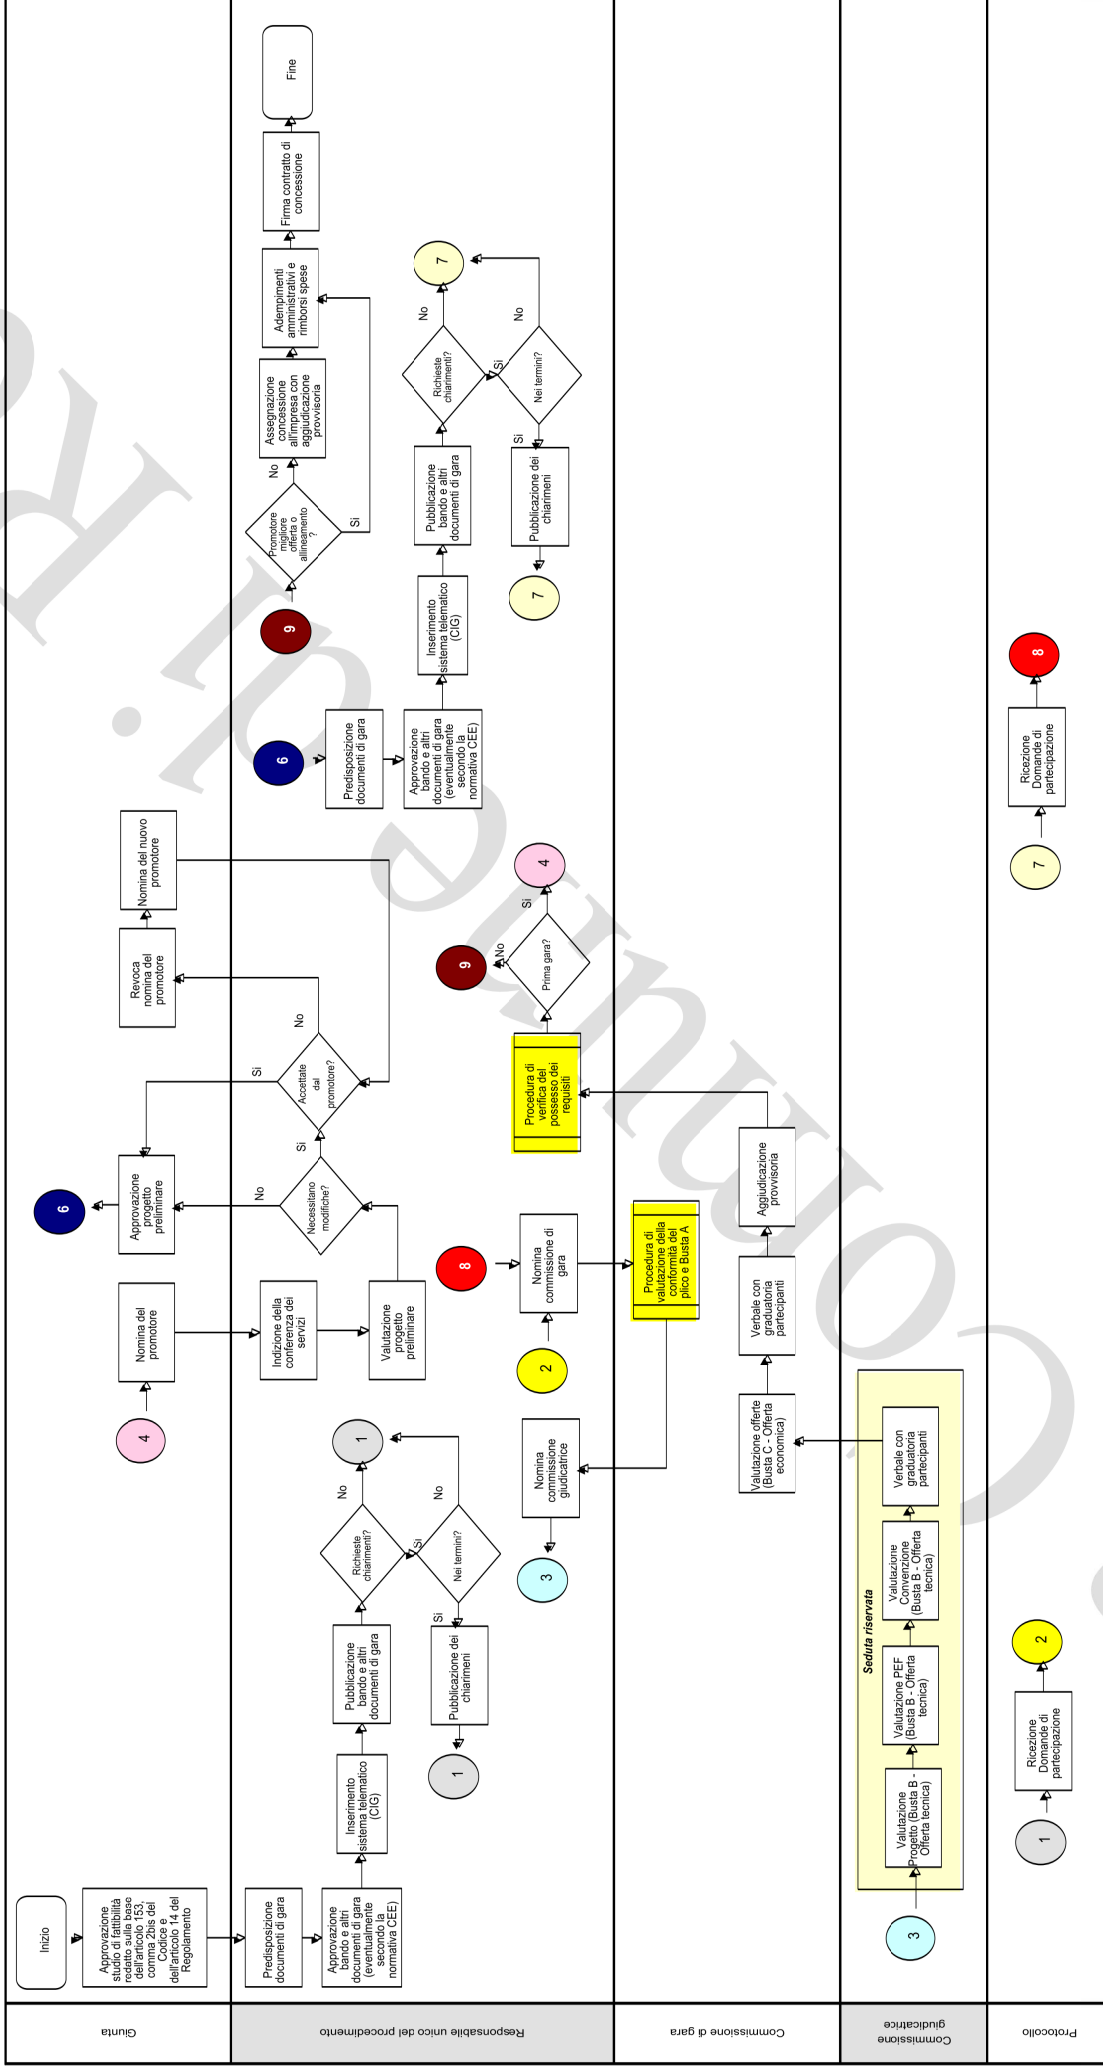 Giunta
Inizio
Approvazione
studio di fattibilità
redatto sulla base
dell'articolo 153,
comma 2bis del
Codice e
dell'articolo 14 del
Regolamento
4
Nomina del
promotore
Approvazione
progetto
preliminare
6
Revoca
nomina del
promotore
Nomina del nuovo
promotore
Responsabile unico del procedimento
Predisposizione
documenti di gara
Approvazione
bando e altri
documenti di gara
(eventualmente
secondo la
normativa CEE)
Inserimento
sistema telematico
(CIG)
Pubblicazione
bando e altri
documenti di gara
Richieste
chiarimenti?
No
1
Si
Nei termini?
No
Si
Pubblicazione dei
chiarimeni
1
Indizione della
conferenza dei
servizi
Valutazione
progetto
preliminare
Necessitano
modifiche?
No
Si
Accettate
dal
promotore?
Si
No
Nomina
commissione
giudicatrice
3
2
8
Nomina
commissione di
gara
Procedura di
verifica del
possesso dei
requisiti
Prima gara?
No
9
Si
4
6
Predisposizione
documenti di gara
Approvazione
bando e altri
documenti di gara
(eventualmente
secondo la
normativa CEE)
Inserimento
sistema telematico
(CIG)
Pubblicazione
bando e altri
documenti di gara
Richieste
chiarimenti?
No
7
Si
Nei termini?
No
Si
Pubblicazione dei
chiarimeni
7
9
Promotore
migliore
offerta o
allineamento
?
No
Si
Assegnazione
concessione
all'impresa con
aggiudicazione
provvisoria
Adempimenti
amministrativi e
rimborsi spese
Firma contratto di
concessione
Fine
Commissione di gara
Procedura di
valutazione della
conformità del
plico e Busta A
Valutazione offerte
(Busta C - Offerta
economica)
Verbale con
graduatoria
partecipanti
Aggiudicazione
provvisoria
Commissione
giudicatrice
3
Seduta riservata
Valutazione
Progetto (Busta B -
Offerta tecnica)
Valutazione PEF
(Busta B - Offerta
tecnica)
Valutazione
Convenzione
(Busta B - Offerta
tecnica)
Verbale con
graduatoria
partecipanti
Protocollo
1
Ricezione
Domande di
partecipazione
2
7
Ricezione
Domande di
partecipazione
8
Comune di R